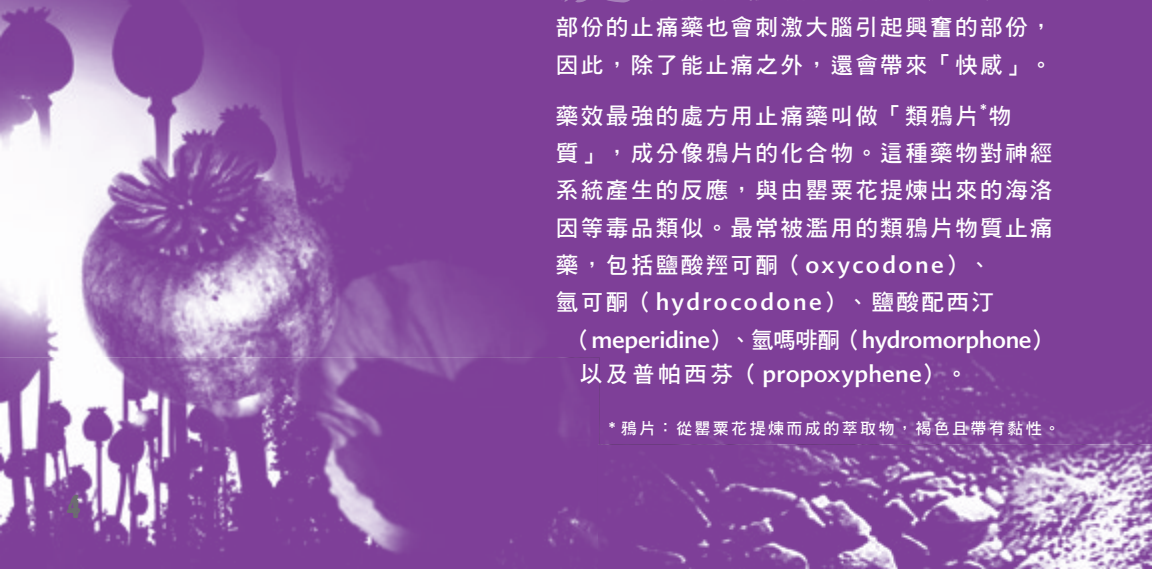 部份的止痛藥也會刺激大腦引起興奮的部份，
因此，除了能止痛之外，還會帶來「快感」。
藥效最強的處方用止痛藥叫做「類鴉片*物
質」，成分像鴉片的化合物。這種藥物對神經
系統產生的反應，與由罌粟花提煉出來的海洛
因等毒品類似。最常被濫用的類鴉片物質止痛
藥，包括鹽酸羥可酮（oxycodone）、
氫可酮（hydrocodone）、鹽酸配西汀
（meperidine）、氫嗎啡酮（hydromorphone）
以及普帕西芬（propoxyphene）。
*鴉片：從罌粟花提煉而成的萃取物，褐色且帶有黏性。
4